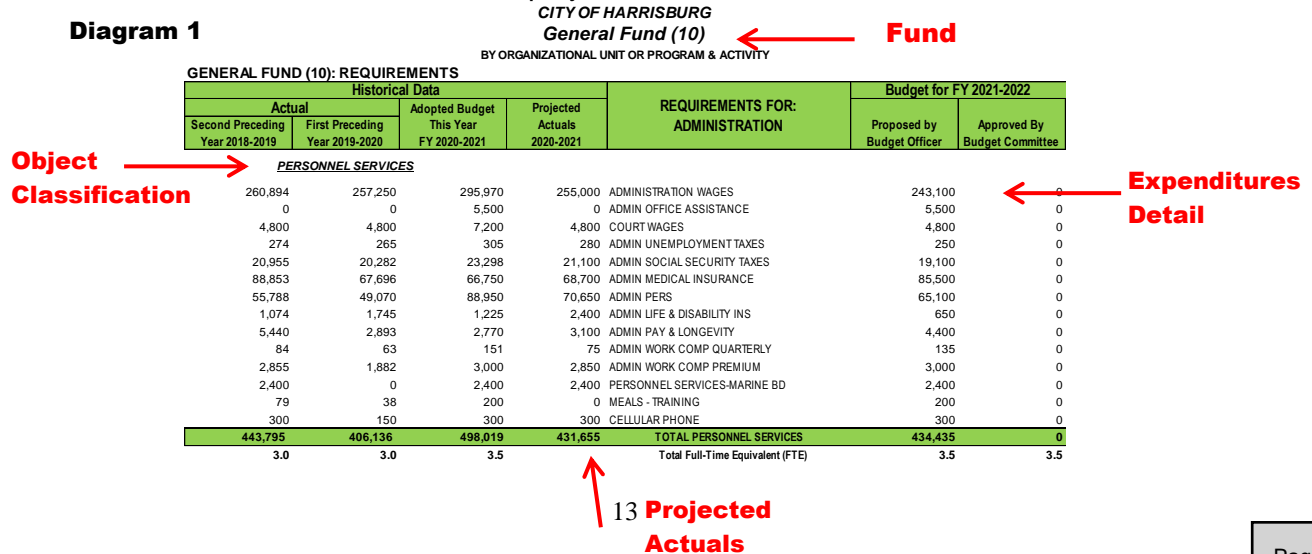 CITY OF HARRISBURG
Diagram 1
General Fund (10)
Fund
BY ORGANIZATIONAL UNIT OR PROGRAM & ACTIVITY
GENERAL FUND (10): REQUIREMENTS
Historical Data Budget for FY 2021-2022
Actual Adopted Budget Projected REQUIREMENTS FOR:
Second Preceding First Preceding This Year Actuals ADMINISTRATION Proposed by Approved By
Year 2018-2019 Year 2019-2020 FY 2020-2021 2020-2021 Budget Officer Budget Committee
Object
Classification
PERSONNEL SERVICES
Expenditures
Detail
260,894 257,250 295,970 255,000 ADMINISTRATION WAGES 243,100 0
0 0 5,500 0 ADMIN OFFICE ASSISTANCE 5,500 0
4,800 4,800 7,200 4,800 COURT WAGES 4,800 0
274 265 305 280 ADMIN UNEMPLOYMENT TAXES 250 0
20,955 20,282 23,298 21,100 ADMIN SOCIAL SECURITY TAXES 19,100 0
88,853 67,696 66,750 68,700 ADMIN MEDICAL INSURANCE 85,500 0
55,788 49,070 88,950 70,650 ADMIN PERS 65,100 0
1,074 1,745 1,225 2,400 ADMIN LIFE & DISABILITY INS 650 0
5,440 2,893 2,770 3,100 ADMIN PAY & LONGEVITY 4,400 0
84 63 151 75 ADMIN WORK COMP QUARTERLY 135 0
2,855 1,882 3,000 2,850 ADMIN WORK COMP PREMIUM 3,000 0
2,400 0 2,400 2,400 PERSONNEL SERVICES-MARINE BD 2,400 0
79 38 200 0 MEALS - TRAINING 200 0
300 150 300 300 CELLULAR PHONE 300 0
443,795 406,136 498,019 431,655 TOTAL PERSONNEL SERVICES 434,435 0
3.0 3.0 3.5 Total Full-Time Equivalent (FTE) 3.5 3.5
13
Projected
Actuals